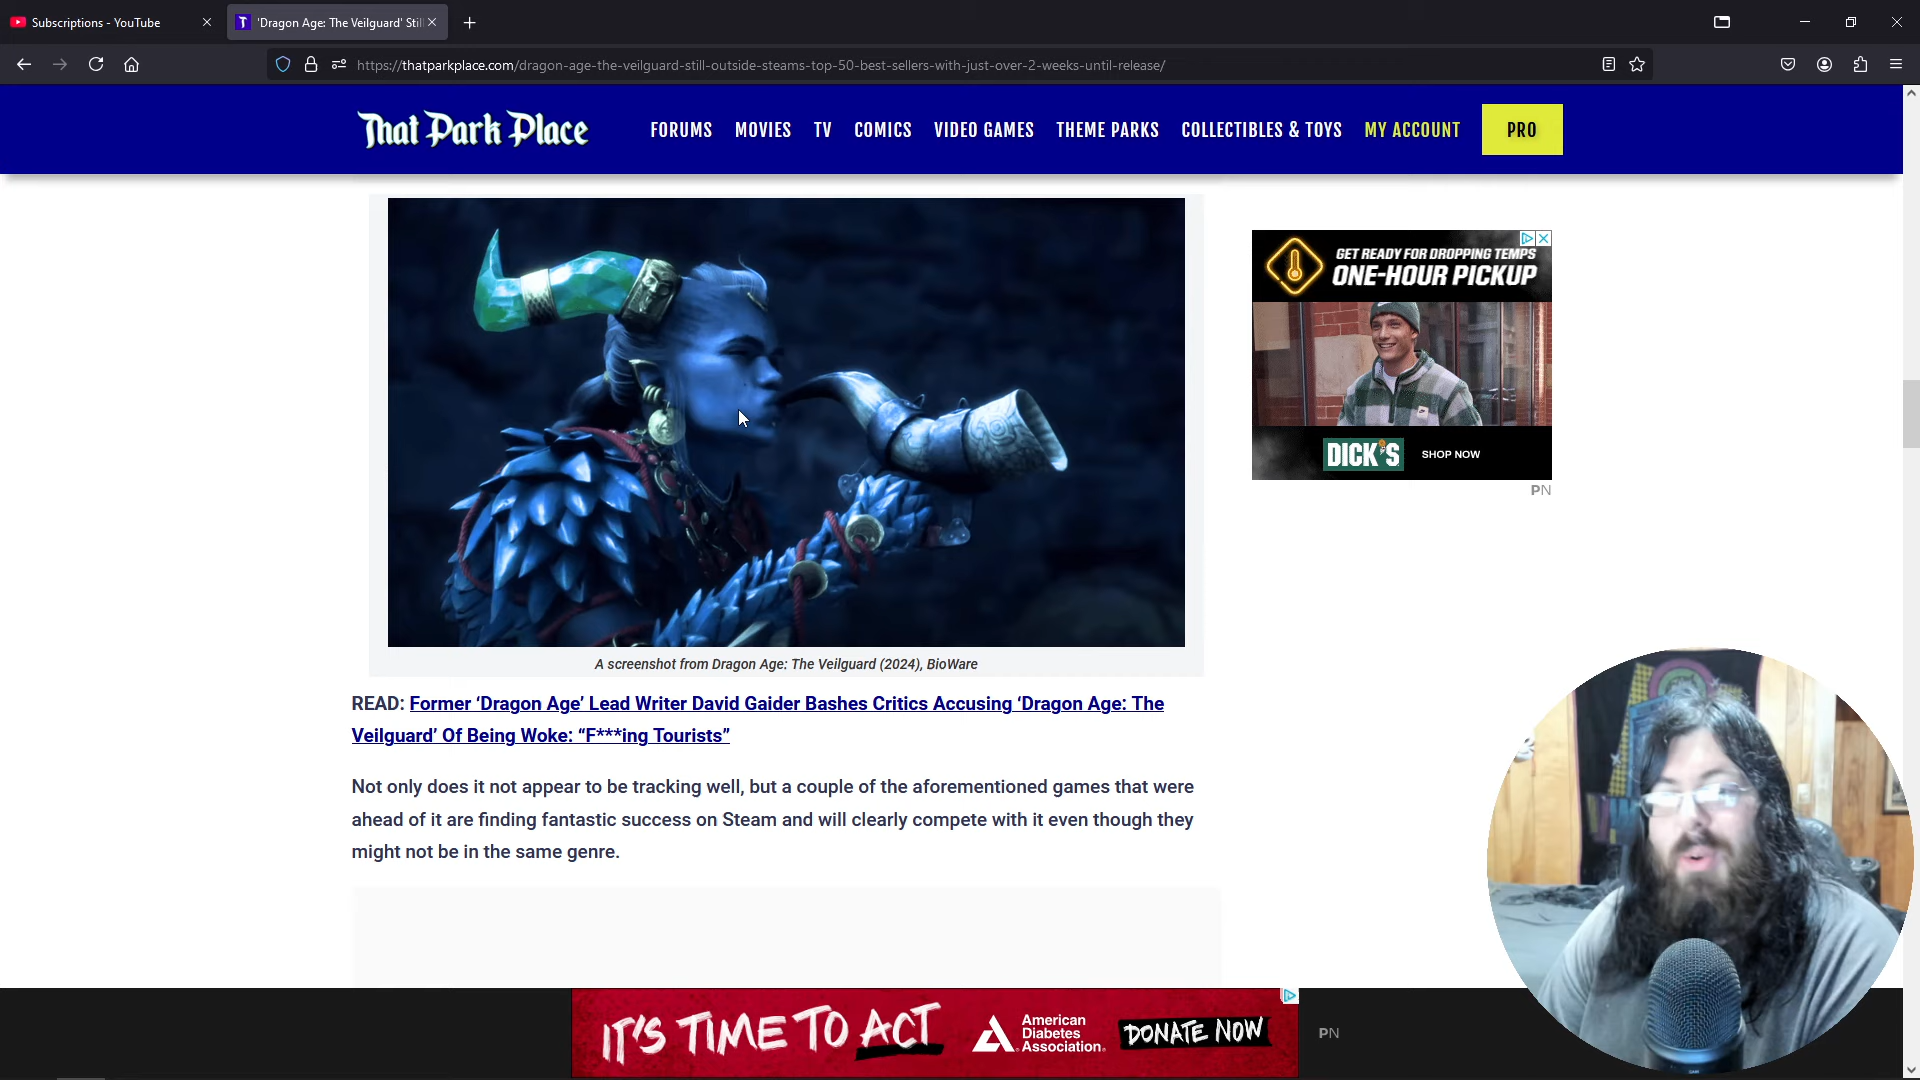 Subscriptions - YouTube
'Dragon Age: The Veilguard' Still
https://thatparkplace.com/dragon-age-the-veilguard-still-outside-steams-top-50-best-sellers-with-just-over-2-weeks-until-release/
That Park Place
FORUMS MOVIES TV COMICS VIDEO GAMES THEME PARKS COLLECTIBLES & TOYS MY ACCOUNT PRO
GET READY FOR DROPPING TEMPS
ONE-HOUR PICKUP
DICK'S SHOP NOW
PN
A screenshot from Dragon Age: The Veilguard (2024), BioWare
READ: Former ‘Dragon Age’ Lead Writer David Gaider Bashes Critics Accusing ‘Dragon Age: The
Veilguard’ Of Being Woke: “F***ing Tourists”
Not only does it not appear to be tracking well, but a couple of the aforementioned games that were
ahead of it are finding fantastic success on Steam and will clearly compete with it even though they
might not be in the same genre.
IT'S TIME TO ACT
American
Diabetes
Association.
DONATE NOW
PN